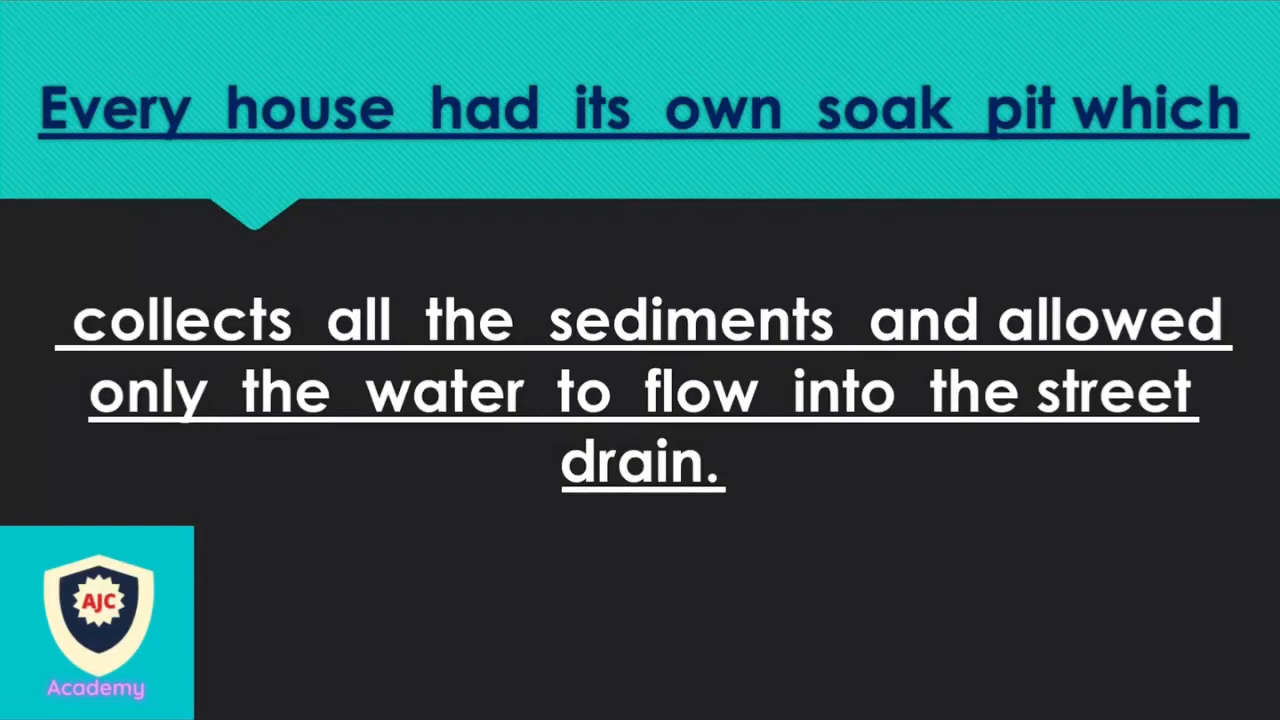 Every house had its own soak pit which
collects all the sediments and allowed
only the water to flow into the street
drain.
AJC
Academy